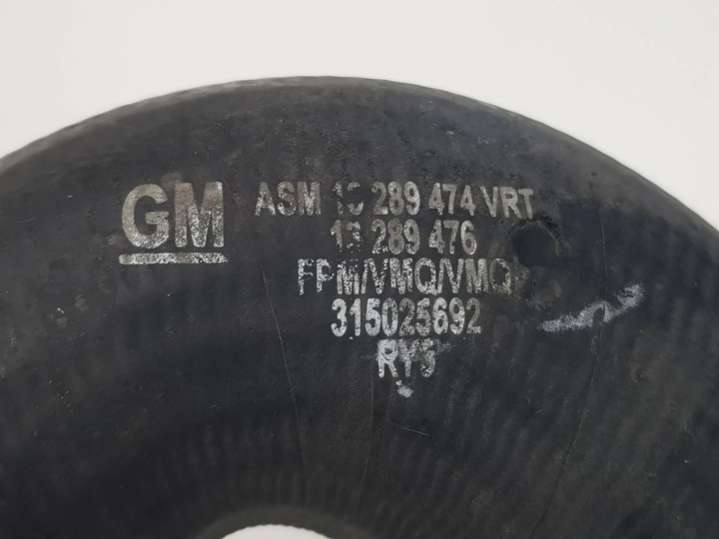 GM
ASM 13 289 474 VRT
13 289 476
FPM/VMQ/VMQ
315025692
RY5